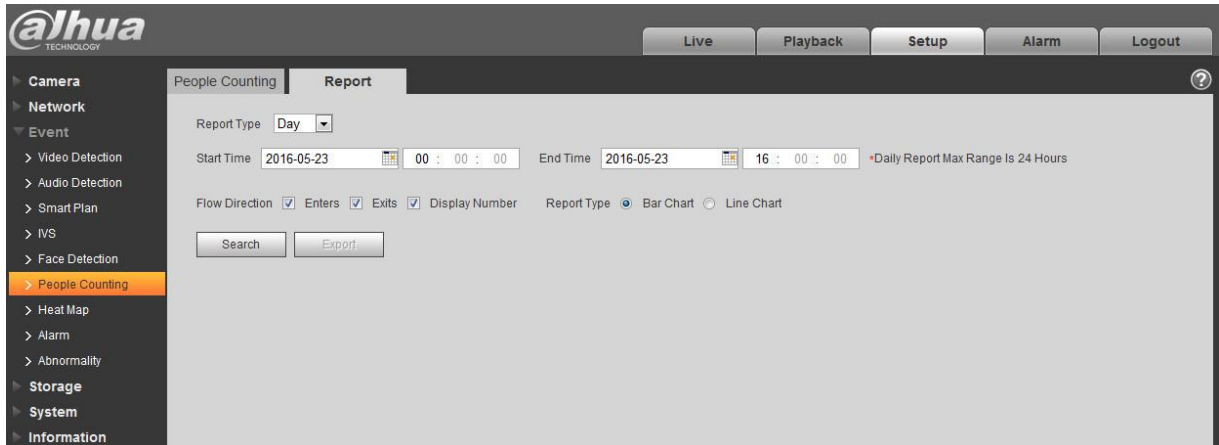 alhua
TECHNOLOGY
Live Playback Setup Alarm Logout
Camera
Network
Event
Video Detection
Audio Detection
Smart Plan
IVS
Face Detection
People Counting
Heat Map
Alarm
Abnormality
Storage
System
Information
People Counting Report ?
Report Type Day
Start Time 2016-05-23 00 : 00 : 00 End Time 2016-05-23 16 : 00 : 00 *Daily Report Max Range Is 24 Hours
Flow Direction Enters Exits Display Number Report Type Bar Chart Line Chart
Search Export